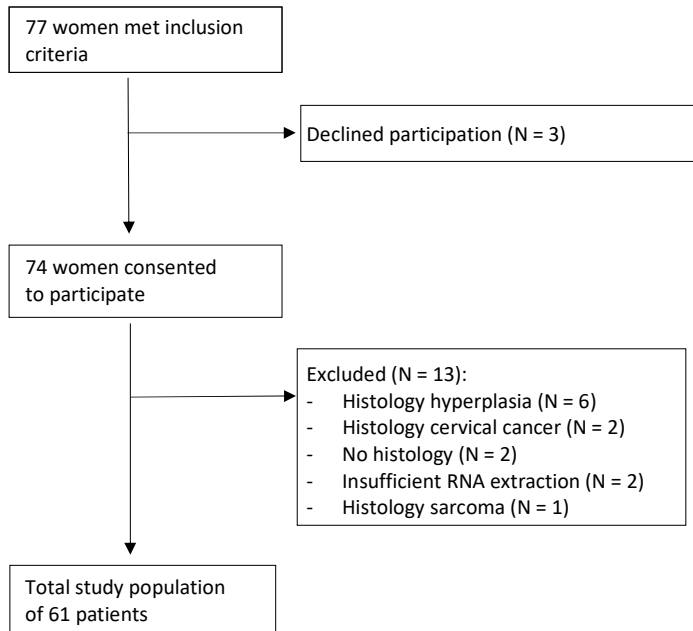 77 women met inclusion
criteria
Declined participation (N = 3)
74 women consented
to participate
Excluded (N = 13):
- Histology hyperplasia (N = 6)
- Histology cervical cancer (N = 2)
- No histology (N = 2)
- Insufficient RNA extraction (N = 2)
- Histology sarcoma (N = 1)
Total study population
of 61 patients